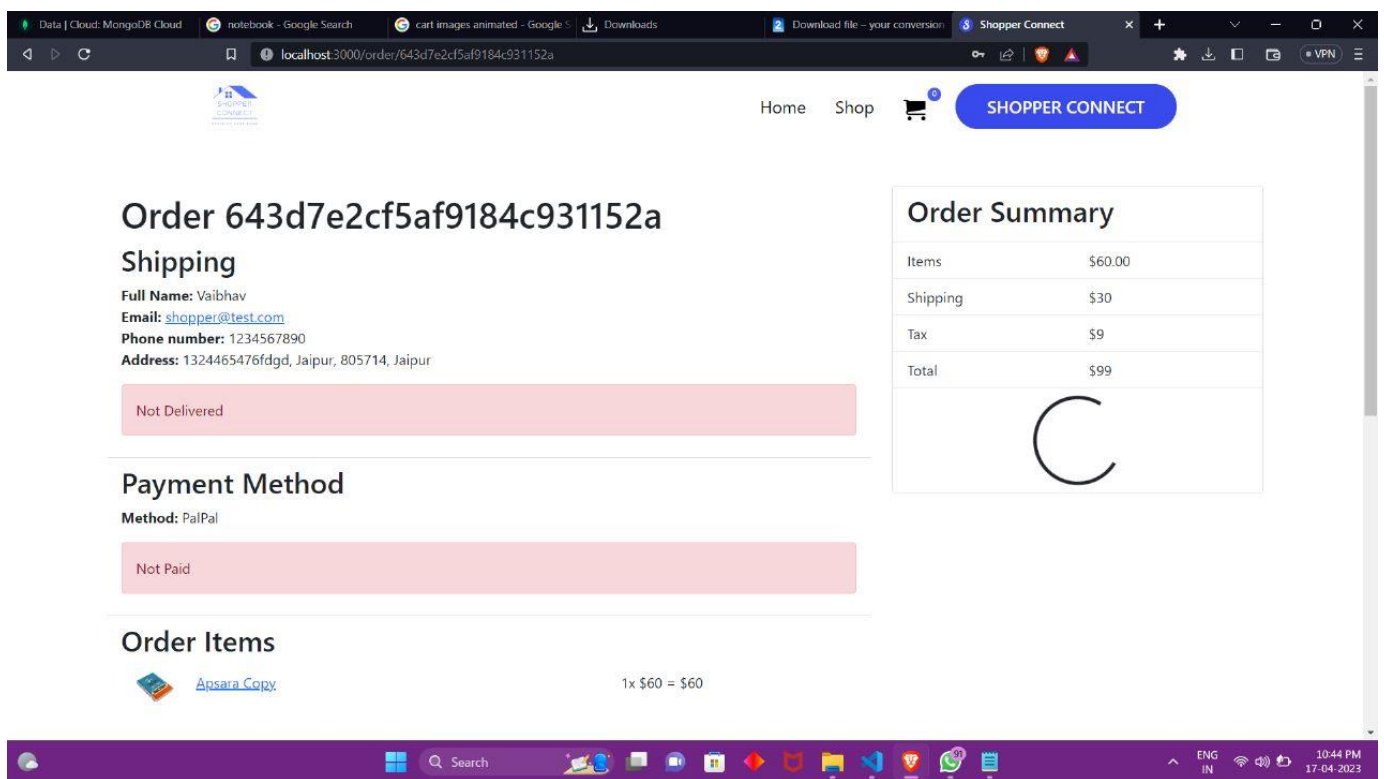 Data | Cloud: MongoDB Cloud
notebook - Google Search
cart images animated - Google S
Downloads
Download file – your conversion
Shopper Connect
localhost:3000/order/643d7e2cf5af9184c931152a
VPN
SHOPPER
CONNECT
Home
Shop
0
SHOPPER CONNECT
Order 643d7e2cf5af9184c931152a
Shipping
Full Name: Vaibhav
Email: shopper@test.com
Phone number: 1234567890
Address: 1324465476fdgd, Jaipur, 805714, Jaipur
Not Delivered
Payment Method
Method: PalPal
Not Paid
Order Items
Apsara Copy 1x $60 = $60
Order Summary
Items $60.00
Shipping $30
Tax $9
Total $99
Search
91
ENG
IN
10:44 PM
17-04-2023